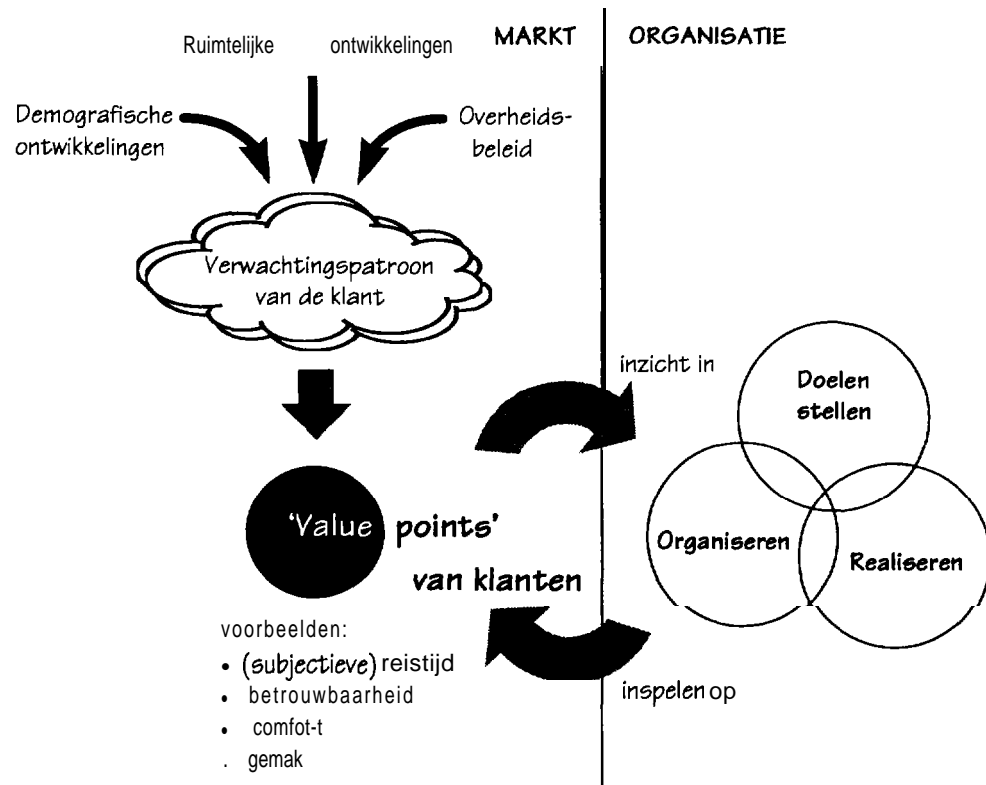 Ruimtelijke ontwikkelingen
MARKT
ORGANISATIE
Demografische
ontwikkelingen
Overheids-
beleid
Verwachtingspatroon
van de klant
inzicht in
Doelen
stellen
'Value points'
van klanten
Organiseren
Realiseren
voorbeelden:
• (subjectieve) reistijd
• betrouwbaarheid
• comfot-t
. gemak
inspelen op